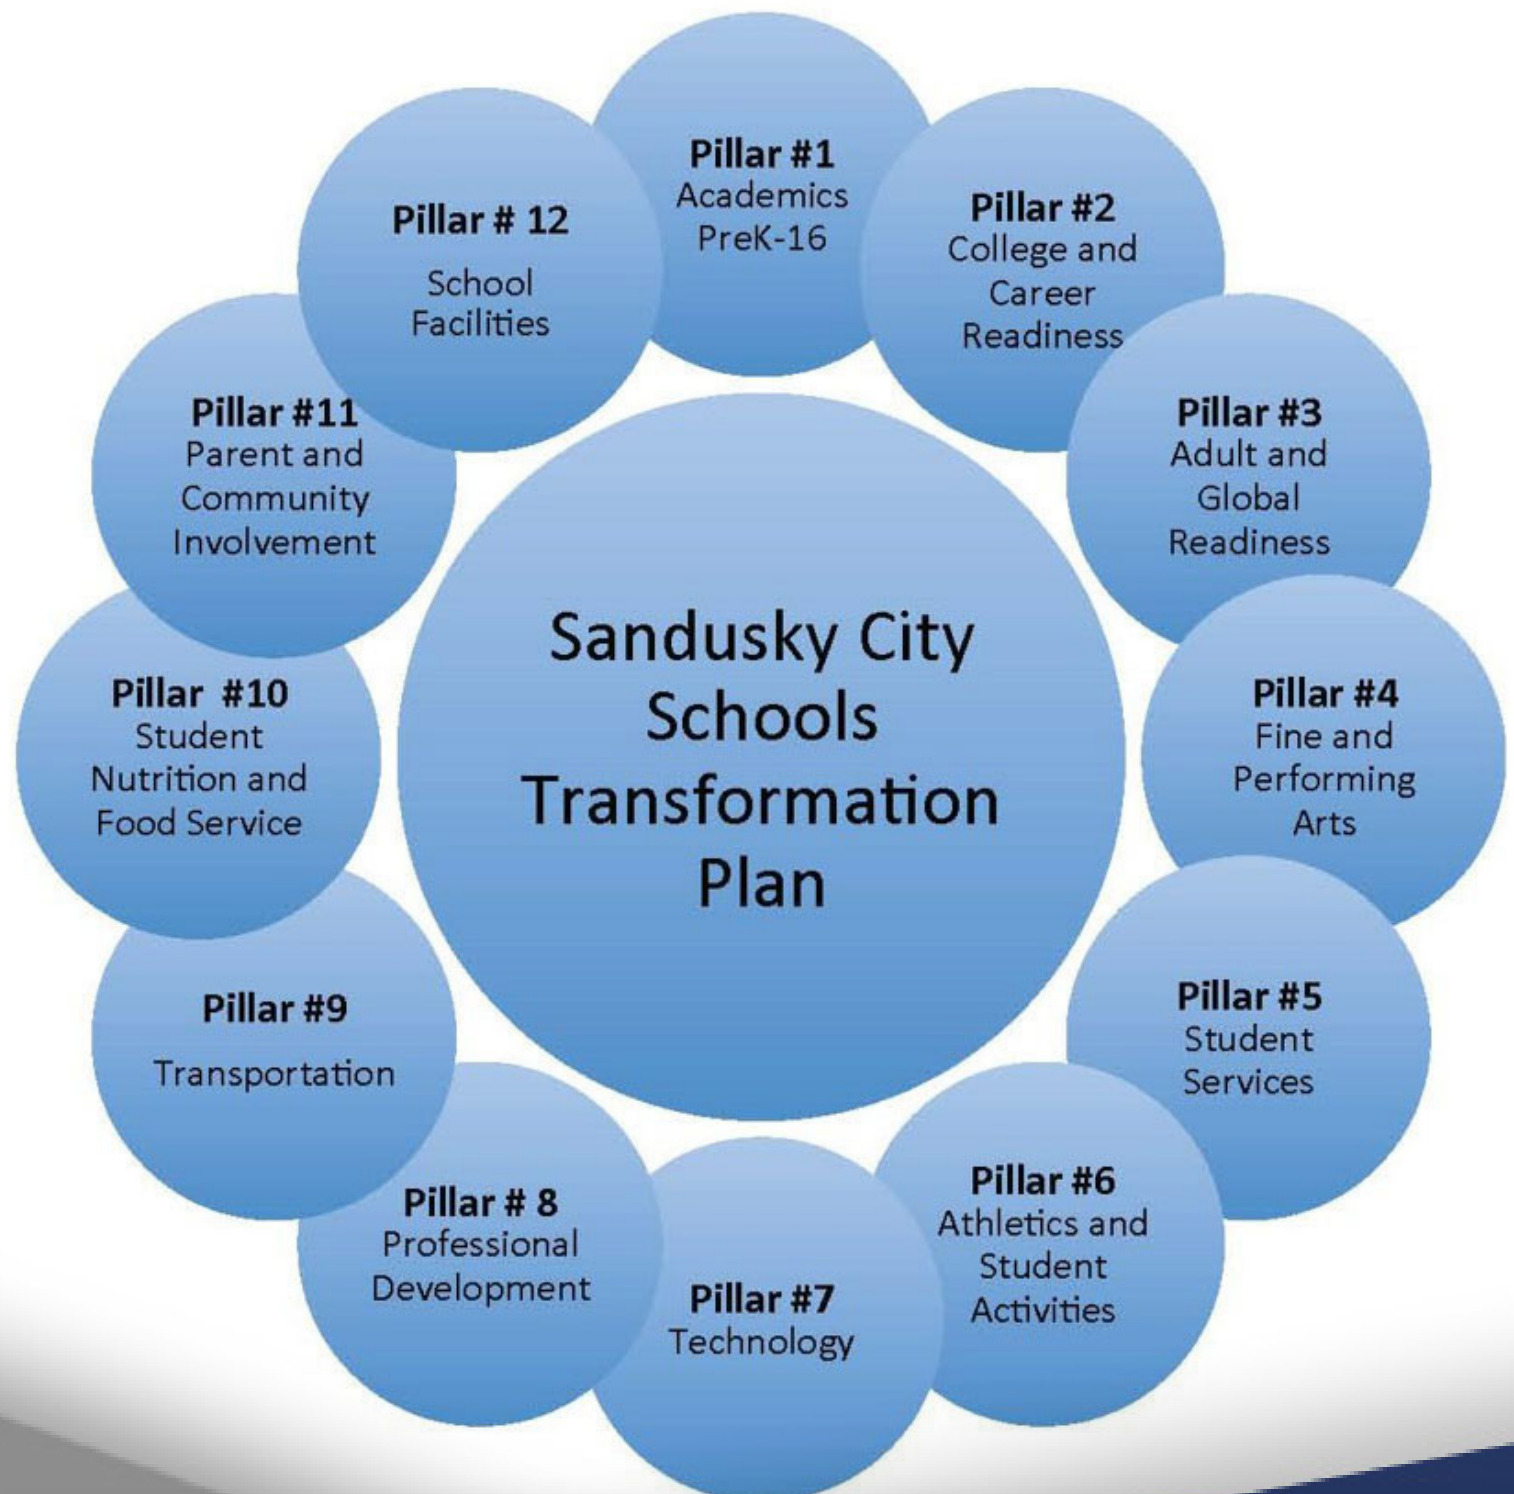 Pillar #1
Academics
PreK-16
Pillar #2
College and
Career
Readiness
Pillar #3
Adult and
Global
Readiness
Pillar #4
Fine and
Performing
Arts
Pillar #5
Student
Services
Pillar #6
Athletics and
Student
Activities
Pillar #7
Technology
Pillar # 8
Professional
Development
Pillar #9
Transportation
Pillar #10
Student
Nutrition and
Food Service
Pillar #11
Parent and
Community
Involvement
Pillar # 12
School
Facilities
Sandusky City
Schools
Transformation
Plan